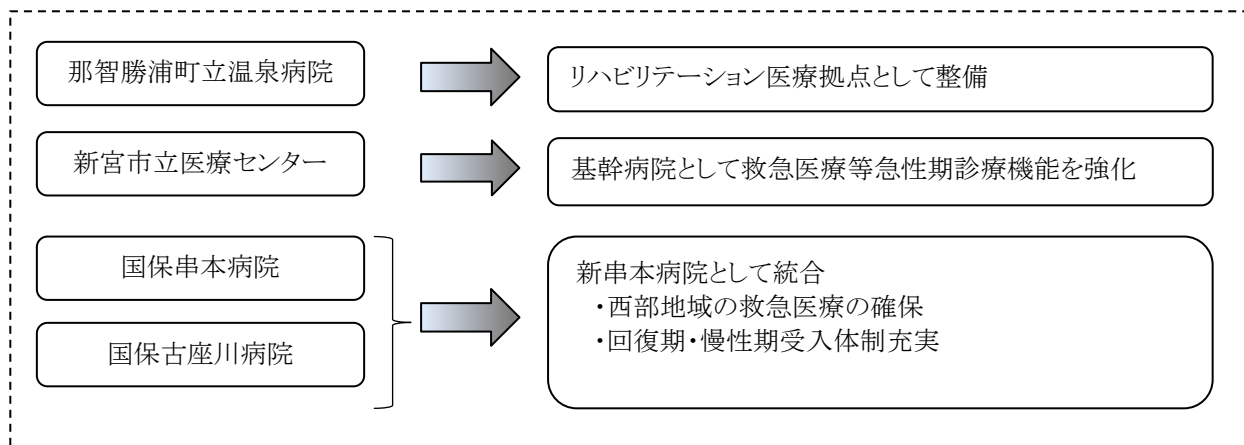 那智勝浦町立温泉病院
リハビリテーション医療拠点として整備
新宮市立医療センター
基幹病院として救急医療等急性期診療機能を強化
国保串本病院
国保古座川病院
新串本病院として統合
・西部地域の救急医療の確保
・回復期・慢性期受入体制充実